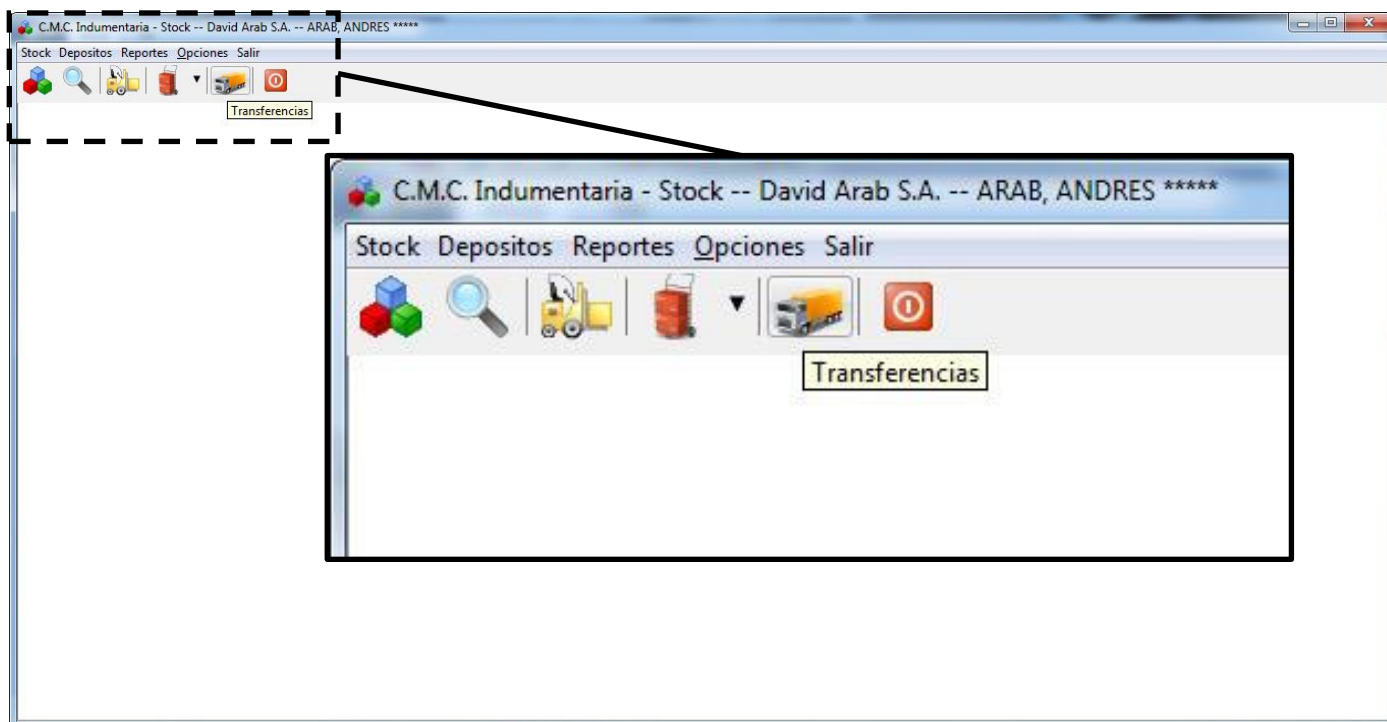 C.M.C. Indumentaria - Stock -- David Arab S.A. -- ARAB, ANDRES *****
Stock Depositos Reportes Opciones Salir
Transferencias
C.M.C. Indumentaria - Stock -- David Arab S.A. -- ARAB, ANDRES *****
Stock Depositos Reportes Opciones Salir
Transferencias